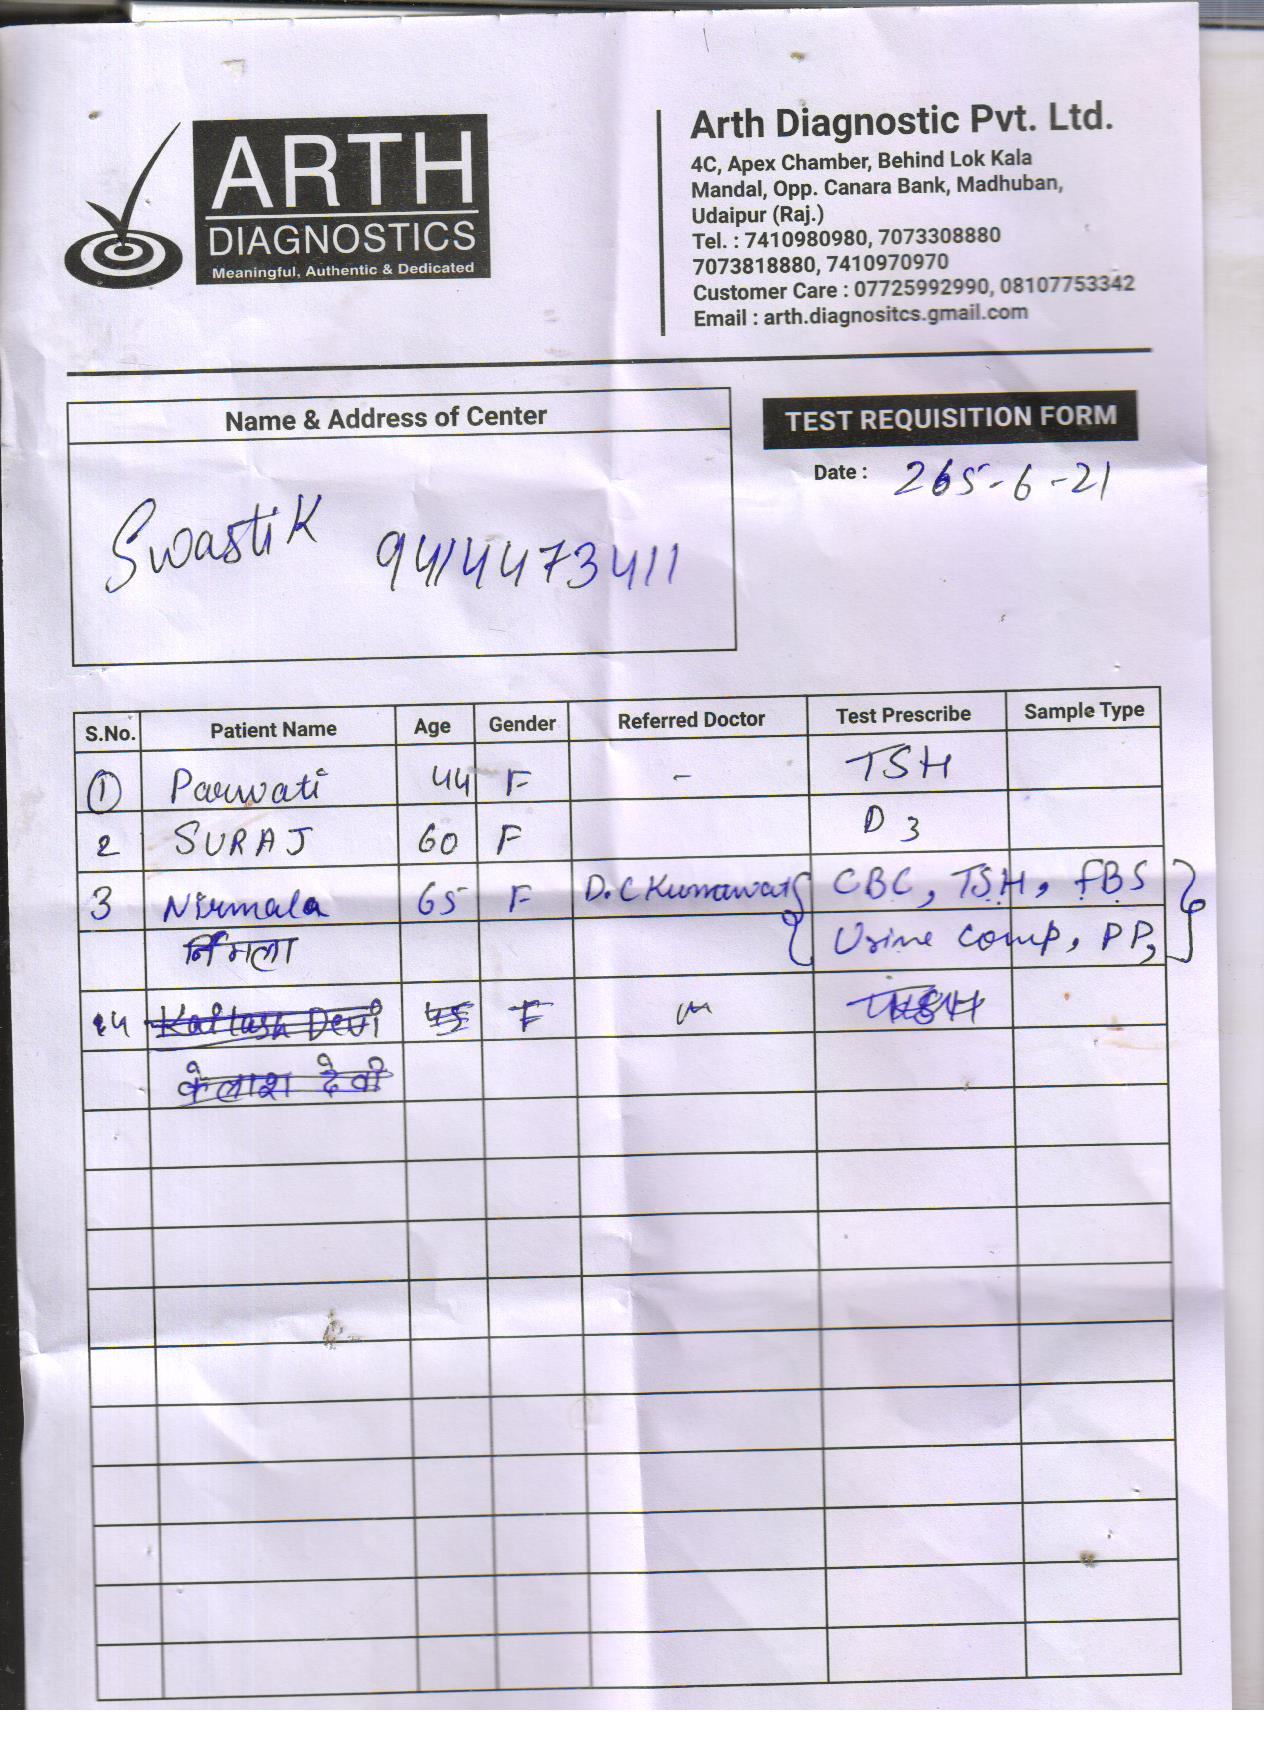 ARTH
DIAGNOSTICS
Meaningful, Authentic & Dedicated
Arth Diagnostic Pvt. Ltd.
4C, Apex Chamber, Behind Lok Kala
Mandal, Opp. Canara Bank, Madhuban,
Udaipur (Raj.)
Tel. : 7410980980, 7073308880
7073818880, 7410970970
Customer Care : 07725992990, 08107753342
Email : arth.diagnositcs.gmail.com
Name & Address of Center
TEST REQUISITION FORM
Date : 265-6-21
Swastik 9414473411
S.No. Patient Name Age Gender Referred Doctor Test Prescribe Sample Type
1 Parwati 44 F - TSH
2 SURAJ 60 F D3
3 Nirmala 65 F D.C Kumawat CBC, TSH, FBS
निर्मला Urine comp, PP,
4 Kailash Devi 45 F TSH
केलाश देवी